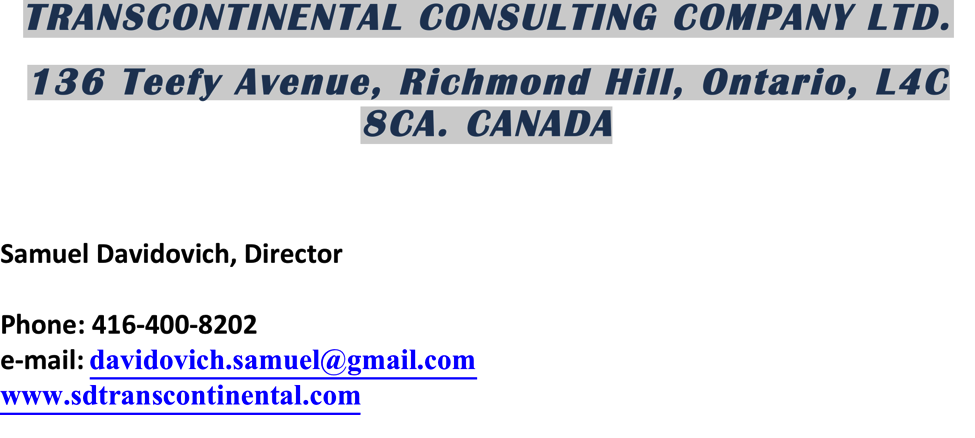 TRANSCONTINENTAL CONSULTING COMPANY LTD.
136 Teefy Avenue, Richmond Hill, Ontario, L4C
8CA. CANADA
Samuel Davidovich, Director
Phone: 416-400-8202
e-mail: davidovich.samuel@gmail.com
www.sdtranscontinental.com